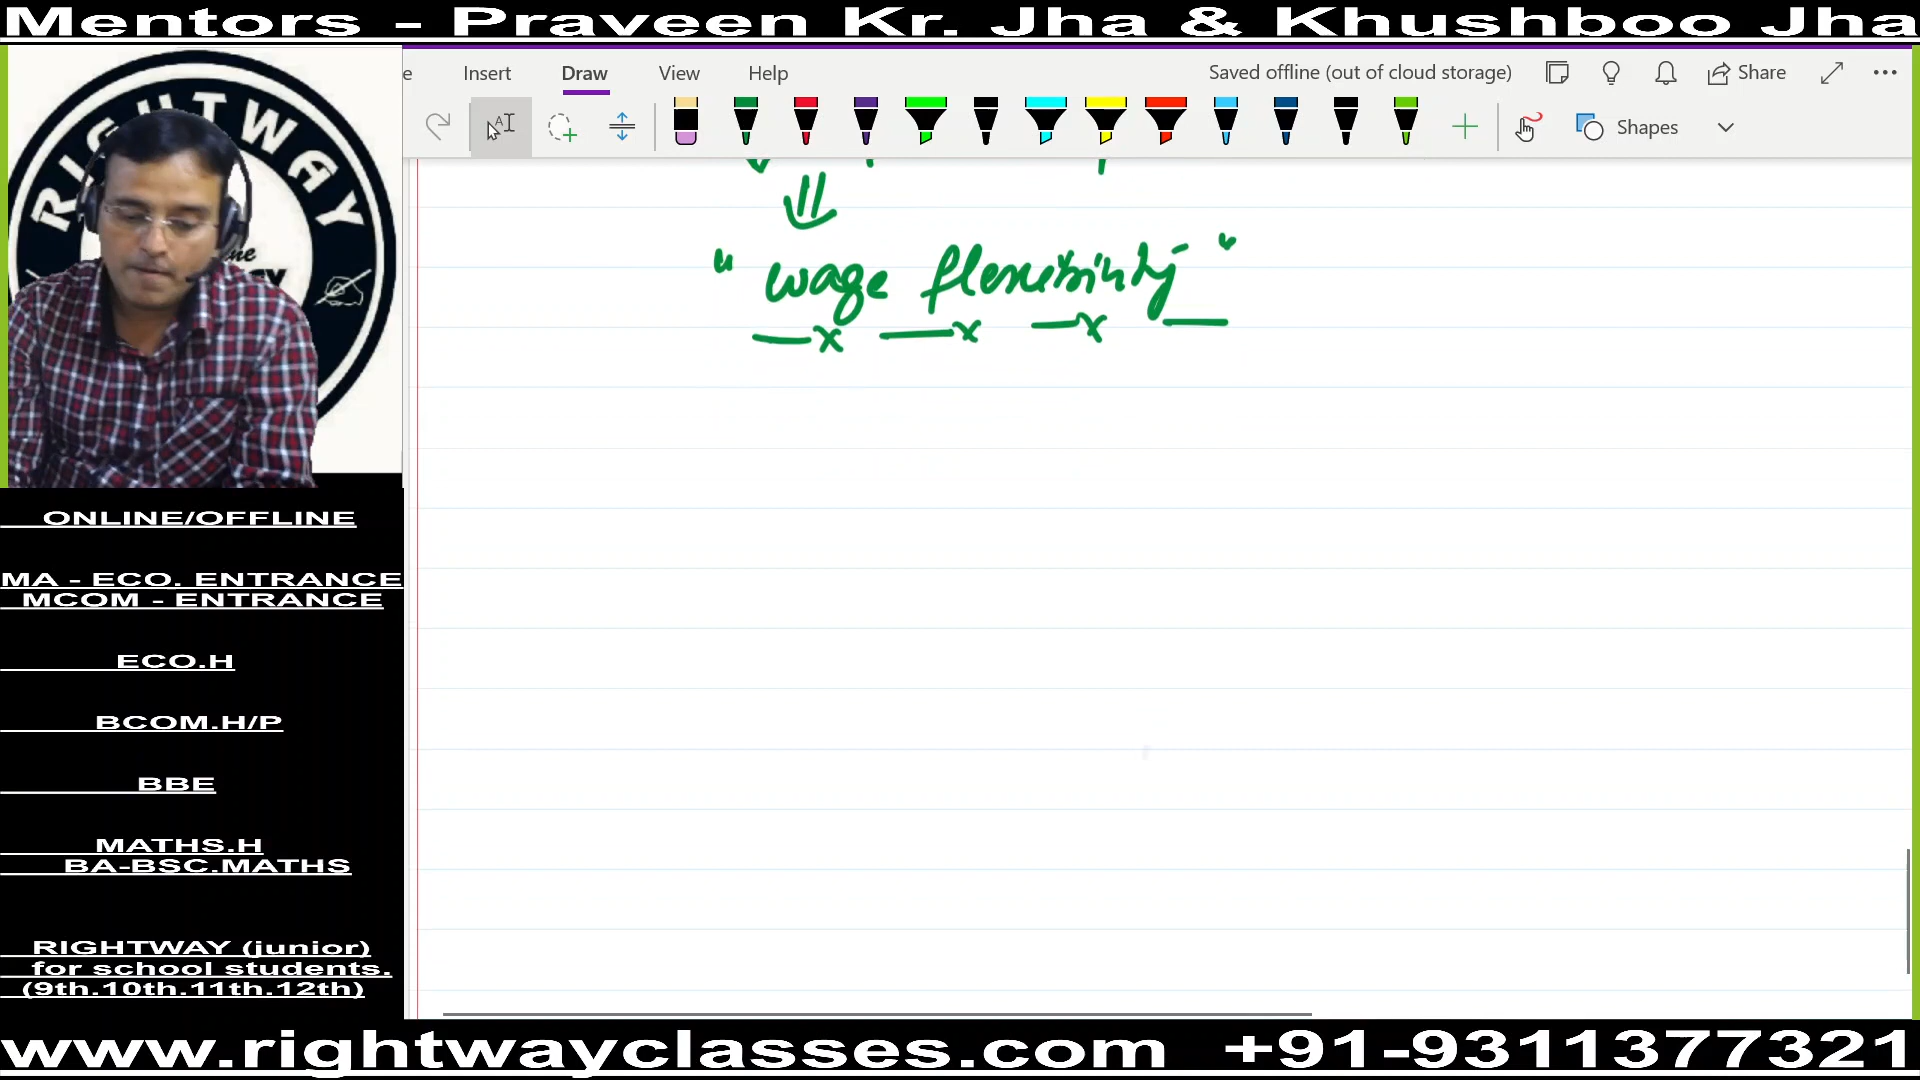 Mentors - Praveen Kr. Jha & Khushboo Jha
Insert Draw View Help Saved offline (out of cloud storage) Share
Shapes
RIGHTWAY
" wage flexibility "
ONLINE/OFFLINE
MA - ECO. ENTRANCE
MCOM - ENTRANCE
ECO.H
BCOM.H/P
BBE
MATHS.H
BA-BSC.MATHS
RIGHTWAY (junior)
for school students.
(9th.10th.11th.12th)
www.rightwayclasses.com +91-9311377321